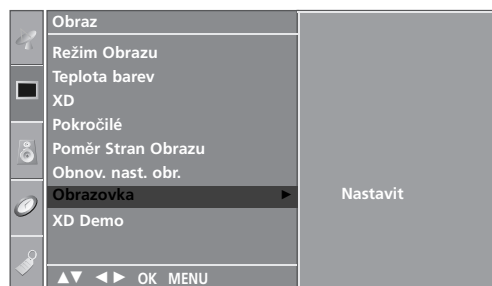 Obraz
Režim Obrazu
Teplota barev
XD
Pokročilé
Poměr Stran Obrazu
Obnov. nast. obr.
Obrazovka ► Nastavit
XD Demo
▲▼ ◄► OK MENU